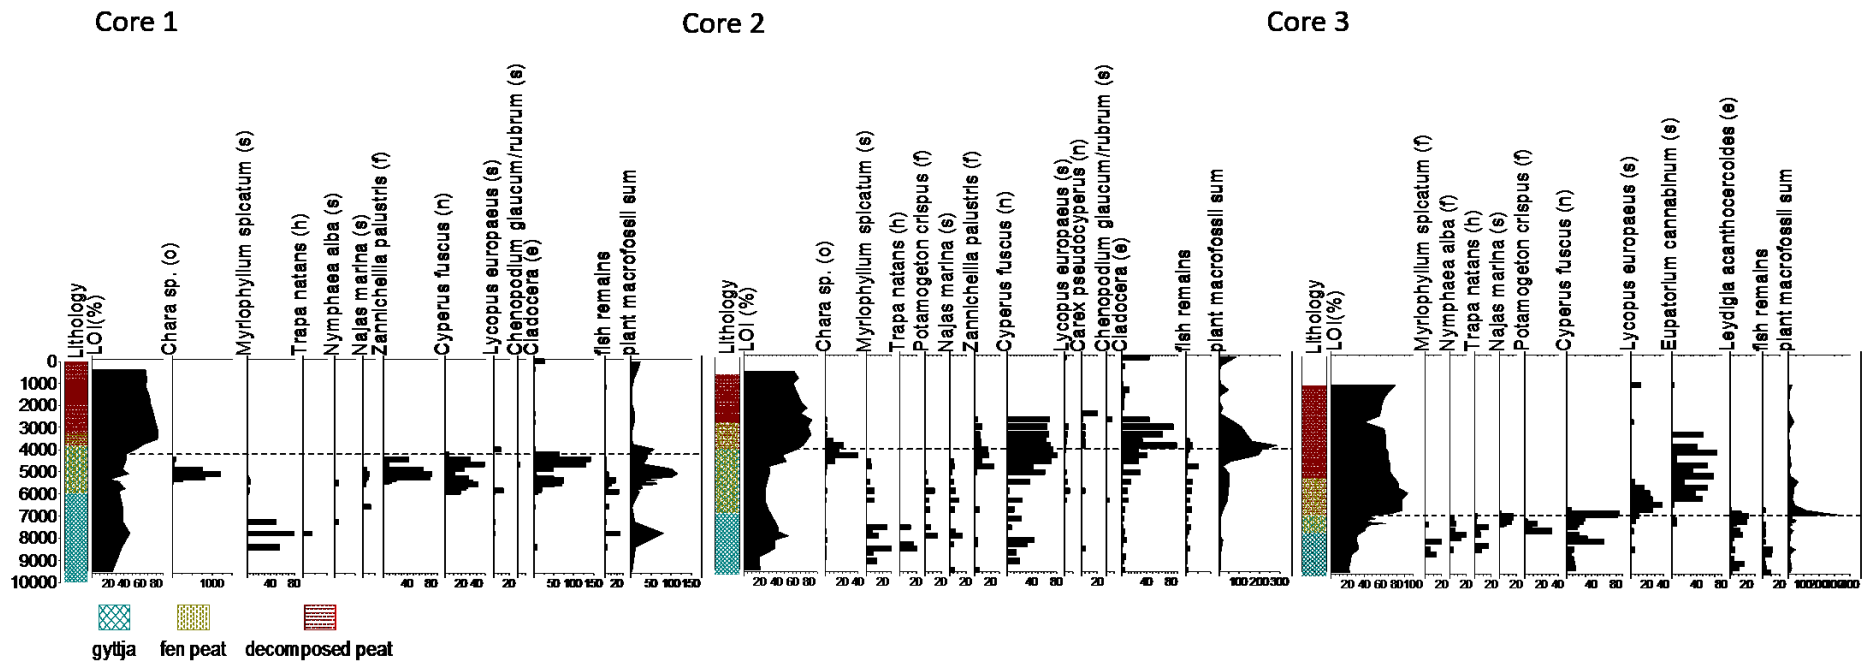 Core 1
Core 2
Core 3
Lithology
LOI(%)
Chara sp. (o)
Myriophyllum spicatum (s)
Trapa natans (h)
Nymphaea alba (s)
Najas marina (s)
Zannichellia palustris (f)
Cyperus fuscus (n)
Lycopus europaeus (s)
Chenopodium glaucum/rubrum (s)
Cladocera (e)
fish remains
plant macrofossil sum
Lithology
LOI (%)
Chara sp. (o)
Myriophyllum spicatum (s)
Trapa natans (h)
Potamogeton crispus (f)
Najas marina (s)
Zannichellia palustris (f)
Cyperus fuscus (n)
Lycopus europaeus (s)
Carex pseudocyperus (n)
Chenopodium glaucum/rubrum (s)
Cladocera (e)
fish remains
plant macrofossil sum
Lithology
LOI(%)
Myriophyllum spicatum (f)
Nymphaea alba (f)
Trapa natans (h)
Najas marina (s)
Potamogeton crispus (f)
Cyperus fuscus (n)
Lycopus europaeus (s)
Eupatorium cannabinum (s)
Leydigia acanthocercoides (e)
fish remains
plant macrofossil sum
0
1000
2000
3000
4000
5000
6000
7000
8000
9000
10000
20 40 60 80 1000 40 80 20 20 20 40 80 20 40 20 20 50 100 150 20 50 100 150
20 40 60 80 20 40 20 20 20 20 20 40 80 20 20 40 80 20 100 200 300
20 40 60 80 100 20 20 20 20 20 40 40 80 20 40 40 80 20 20
gyttja fen peat decomposed peat